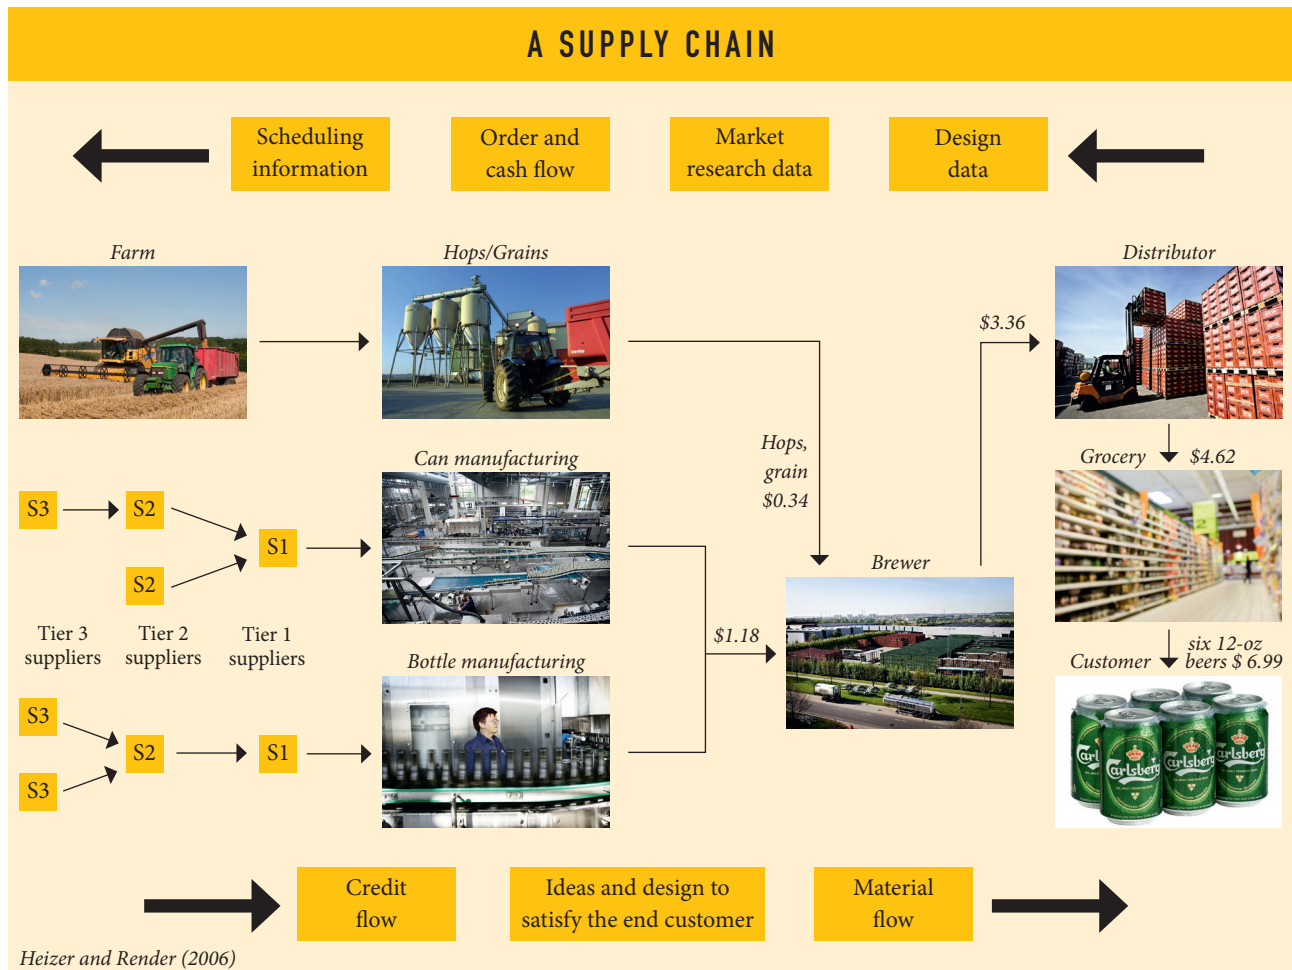 A SUPPLY CHAIN
Scheduling
information
Order and
cash flow
Market
research data
Design
data
Farm
Hops/Grains
Distributor
$3.36
Hops,
grain
$0.34
Can manufacturing
Grocery
$4.62
S3
S2
S1
S2
Brewer
Tier 3
suppliers
Tier 2
suppliers
Tier 1
suppliers
$1.18
Bottle manufacturing
Customer
six 12-oz
beers $ 6.99
S3
S2
S1
S3
Carlsberg
Carlsberg
Carlsberg
Credit
flow
Ideas and design to
satisfy the end customer
Material
flow
Heizer and Render (2006)